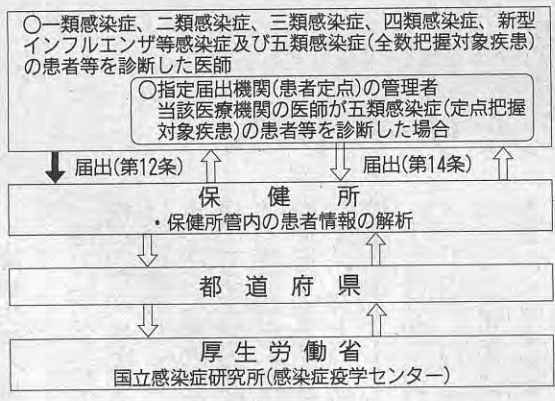 〇一類感染症、二類感染症、三類感染症、四類感染症、新型
インフルエンザ等感染症及び五類感染症(全数把握対象疾患)
の患者等を診断した医師
〇指定届出機関(患者定点)の管理者
当該医療機関の医師が五類感染症(定点把握
対象疾患)の患者等を診断した場合
届出(第12条)
届出(第14条)
保健所
・保健所管内の患者情報の解析
都道府県
厚生労働省
国立感染症研究所(感染症疫学センター)